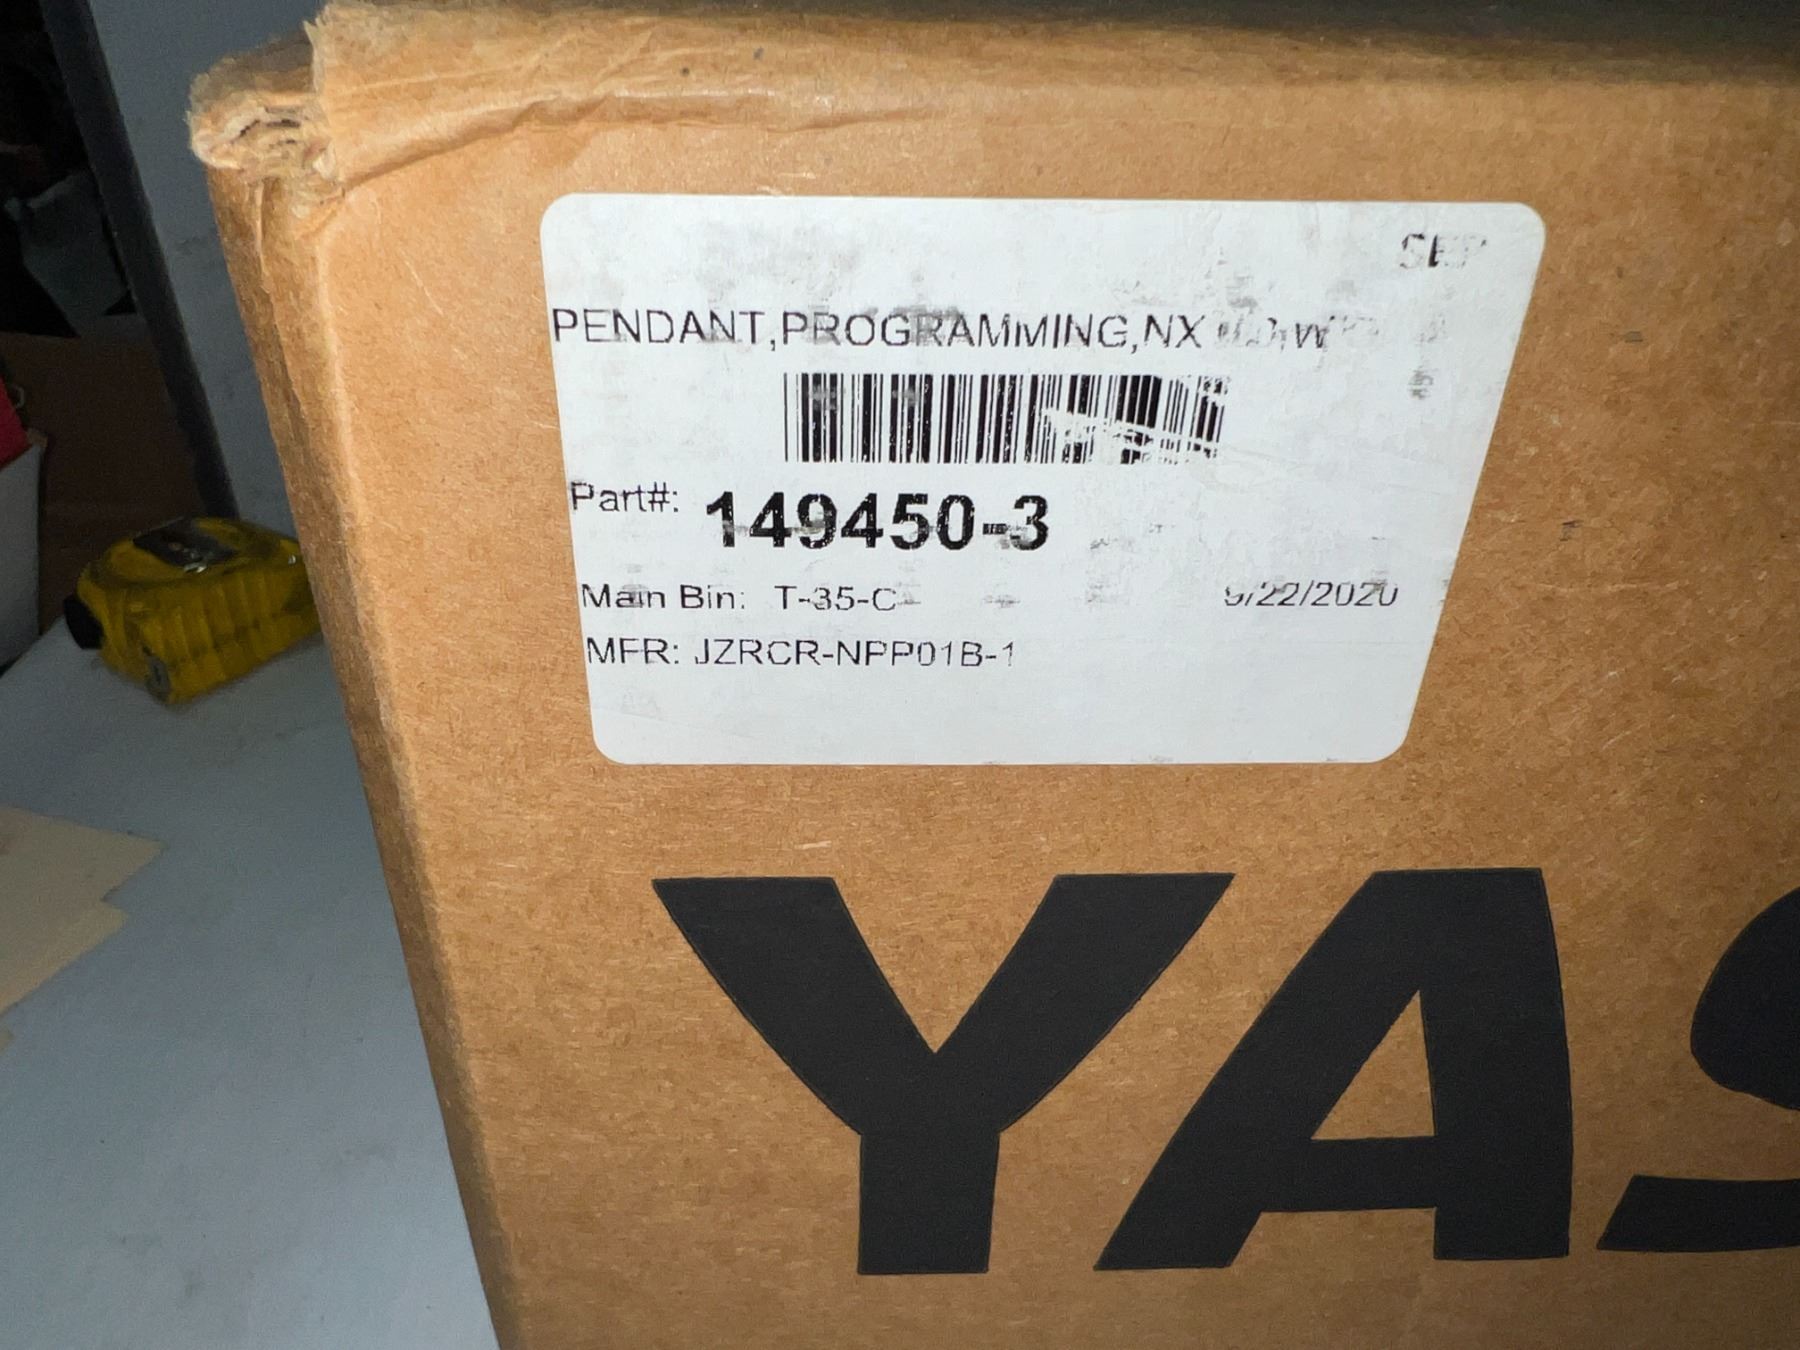 PENDANT,PROGRAMMING,NX
Part#: 149450-3
Main Bin: T-35-C
9/22/2020
MFR: JZRCR-NPP01B-1
YAS